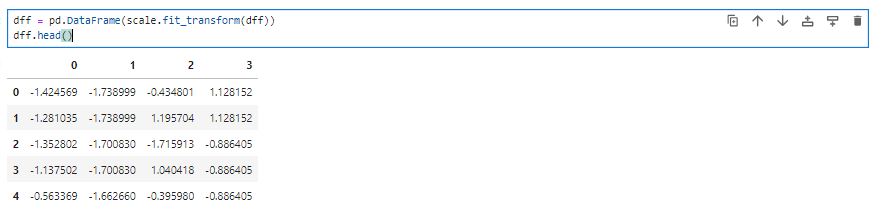 dff = pd.DataFrame(scale.fit_transform(dff))
dff.head()
0 1 2 3
0 -1.424569 -1.738999 -0.434801 1.128152
1 -1.281035 -1.738999 1.195704 1.128152
2 -1.352802 -1.700830 -1.715913 -0.886405
3 -1.137502 -1.700830 1.040418 -0.886405
4 -0.563369 -1.662660 -0.395980 -0.886405